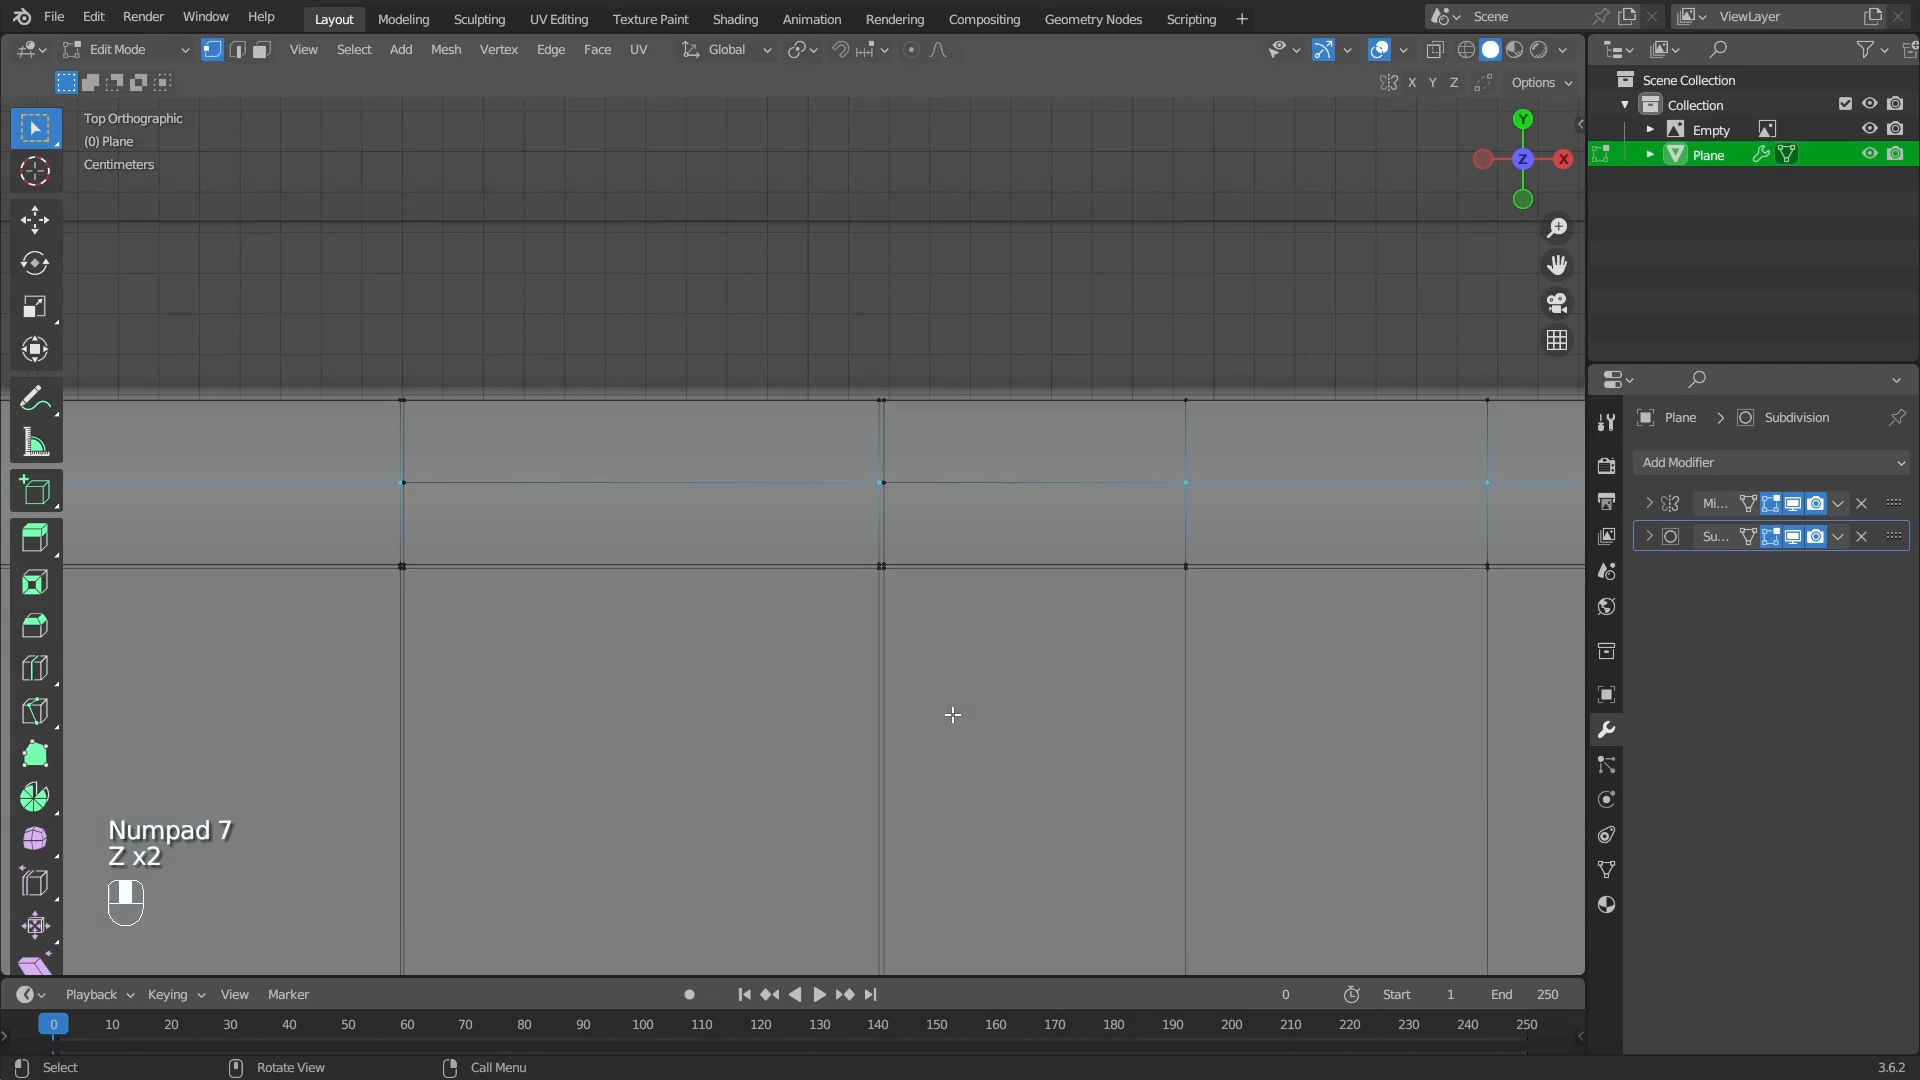 File Edit Render Window Help Layout Modeling Sculpting UV Editing Texture Paint Shading Animation Rendering Compositing Geometry Nodes Scripting + Scene ViewLayer
Edit Mode View Select Add Mesh Vertex Edge Face UV Global
X Y Z Options
Top Orthographic
(0) Plane
Centimeters
Y
Z X
Scene Collection
Collection
Empty
Plane
Plane > Subdivision
Add Modifier
Mi...
Su...
Numpad 7
Z x2
Playback Keying View Marker 0 Start 1 End 250
0 10 20 30 40 50 60 70 80 90 100 110 120 130 140 150 160 170 180 190 200 210 220 230 240 250
Select Rotate View Call Menu 3.6.2